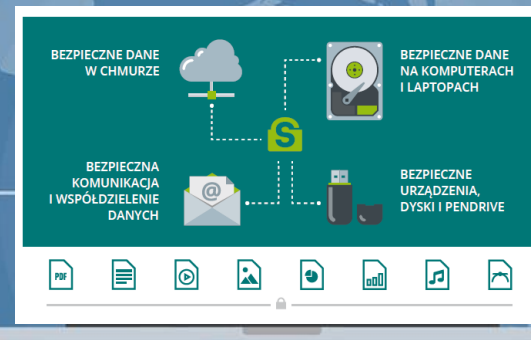 BEZPIECZNE DANE
W CHMURZE
BEZPIECZNE DANE
NA KOMPUTERACH
I LAPTOPACH
S
BEZPIECZNA
KOMUNIKACJA
I WSPÓŁDZIELENIE
DANYCH
@
BEZPIECZNE
URZĄDZENIA,
DYSKI I PENDRIVE
PDF